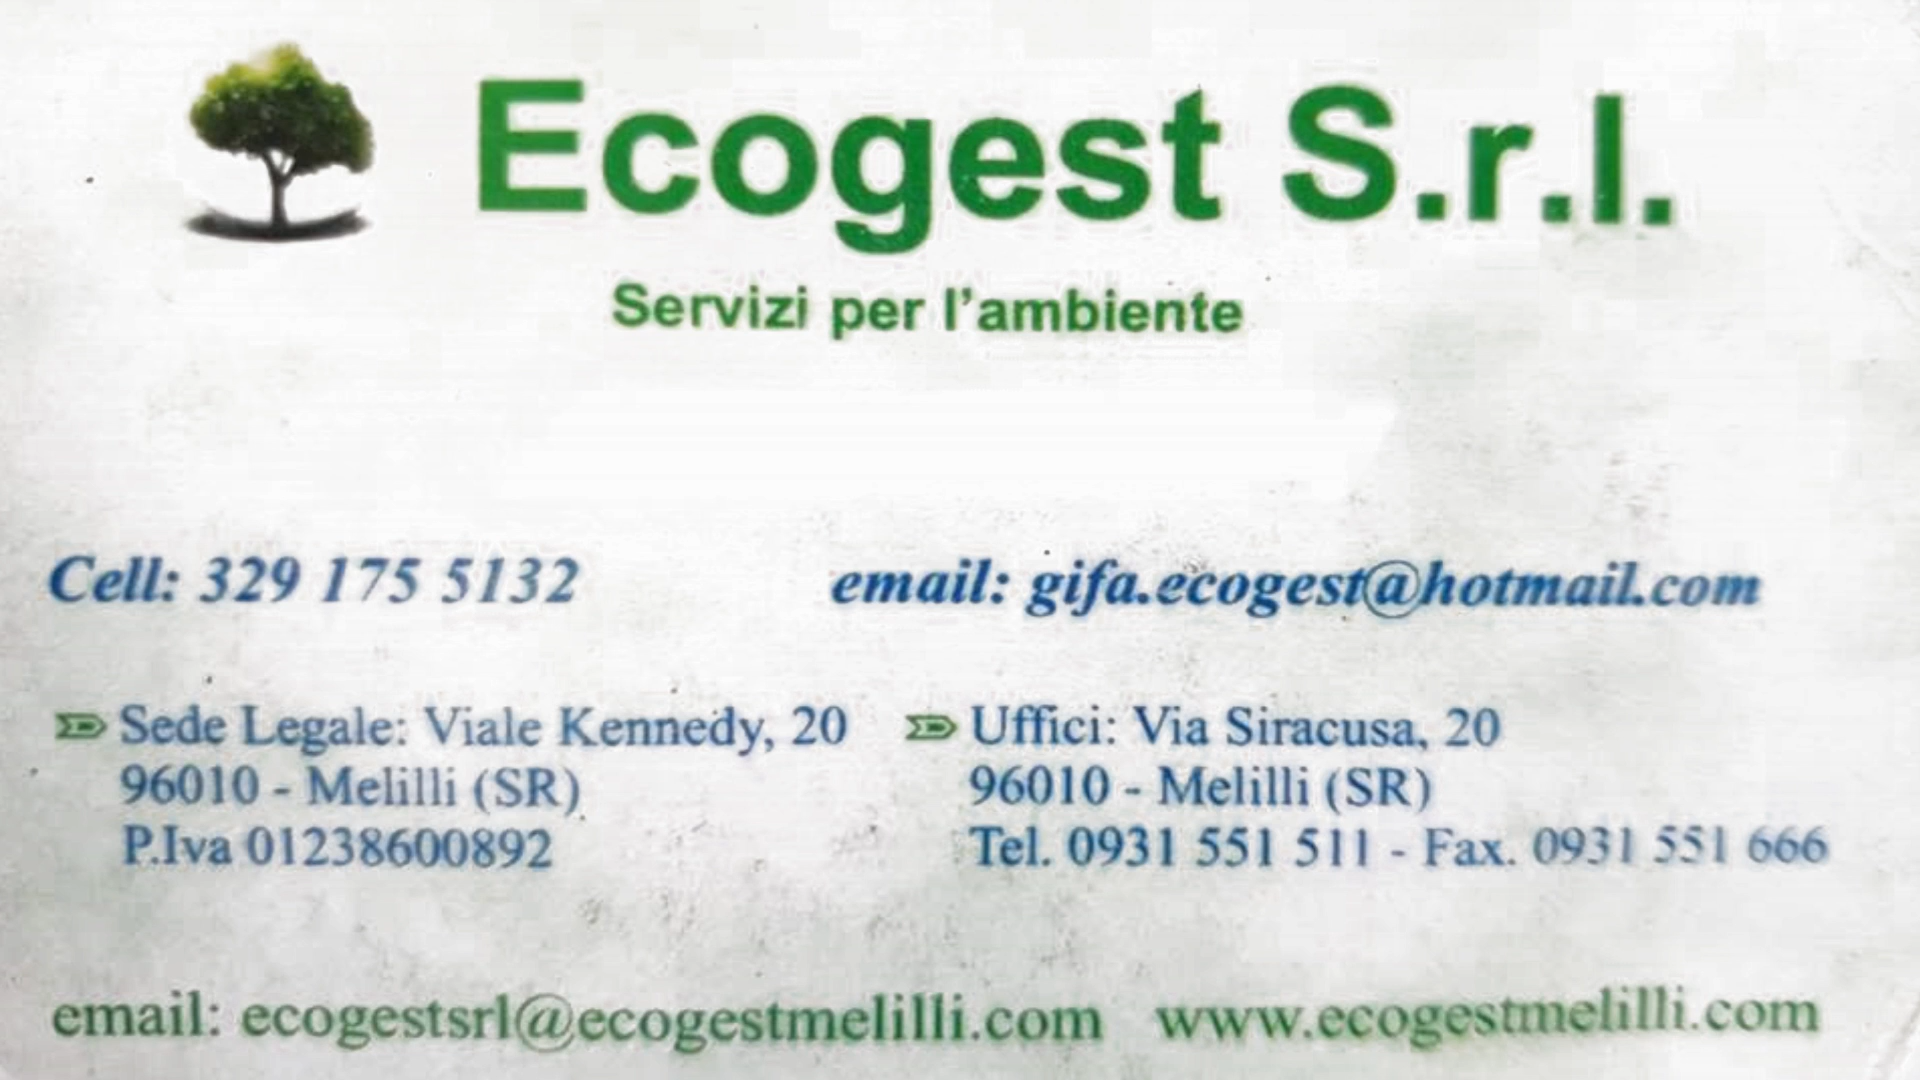 Ecogest S.r.l.
Servizi per l'ambiente
Cell: 329 175 5132
email: gifa.ecogest@hotmail.com
Sede Legale: Viale Kennedy, 20
96010 - Melilli (SR)
P.Iva 01238600892
Uffici: Via Siracusa, 20
96010 - Melilli (SR)
Tel. 0931 551 511 - Fax. 0931 551 666
email: ecogestsrl@ecogestmelilli.com www.ecogestmelilli.com